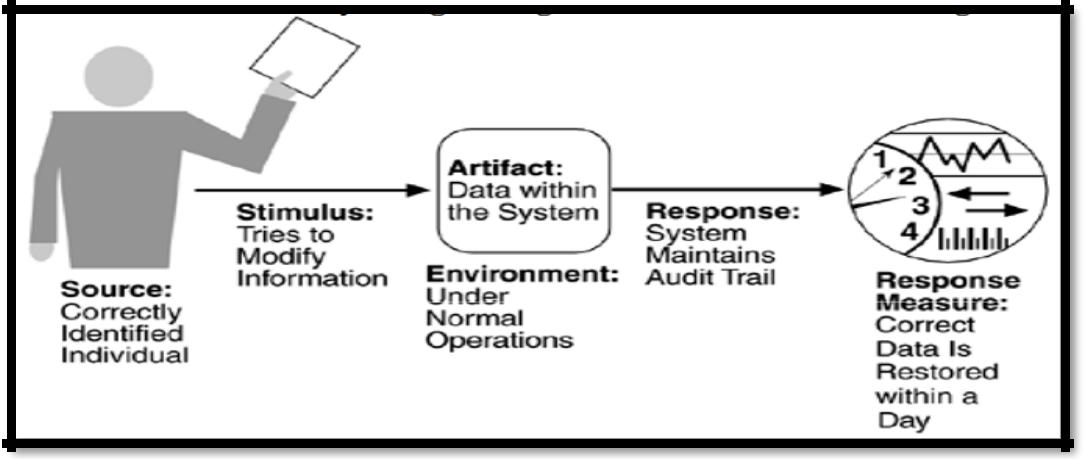 Source:
Correctly
Identified
Individual
Stimulus:
Tries to
Modify
Information
Artifact:
Data within
the System
Environment:
Under
Normal
Operations
Response:
System
Maintains
Audit Trail
1
2
3
4
Response
Measure:
Correct
Data Is
Restored
within a
Day